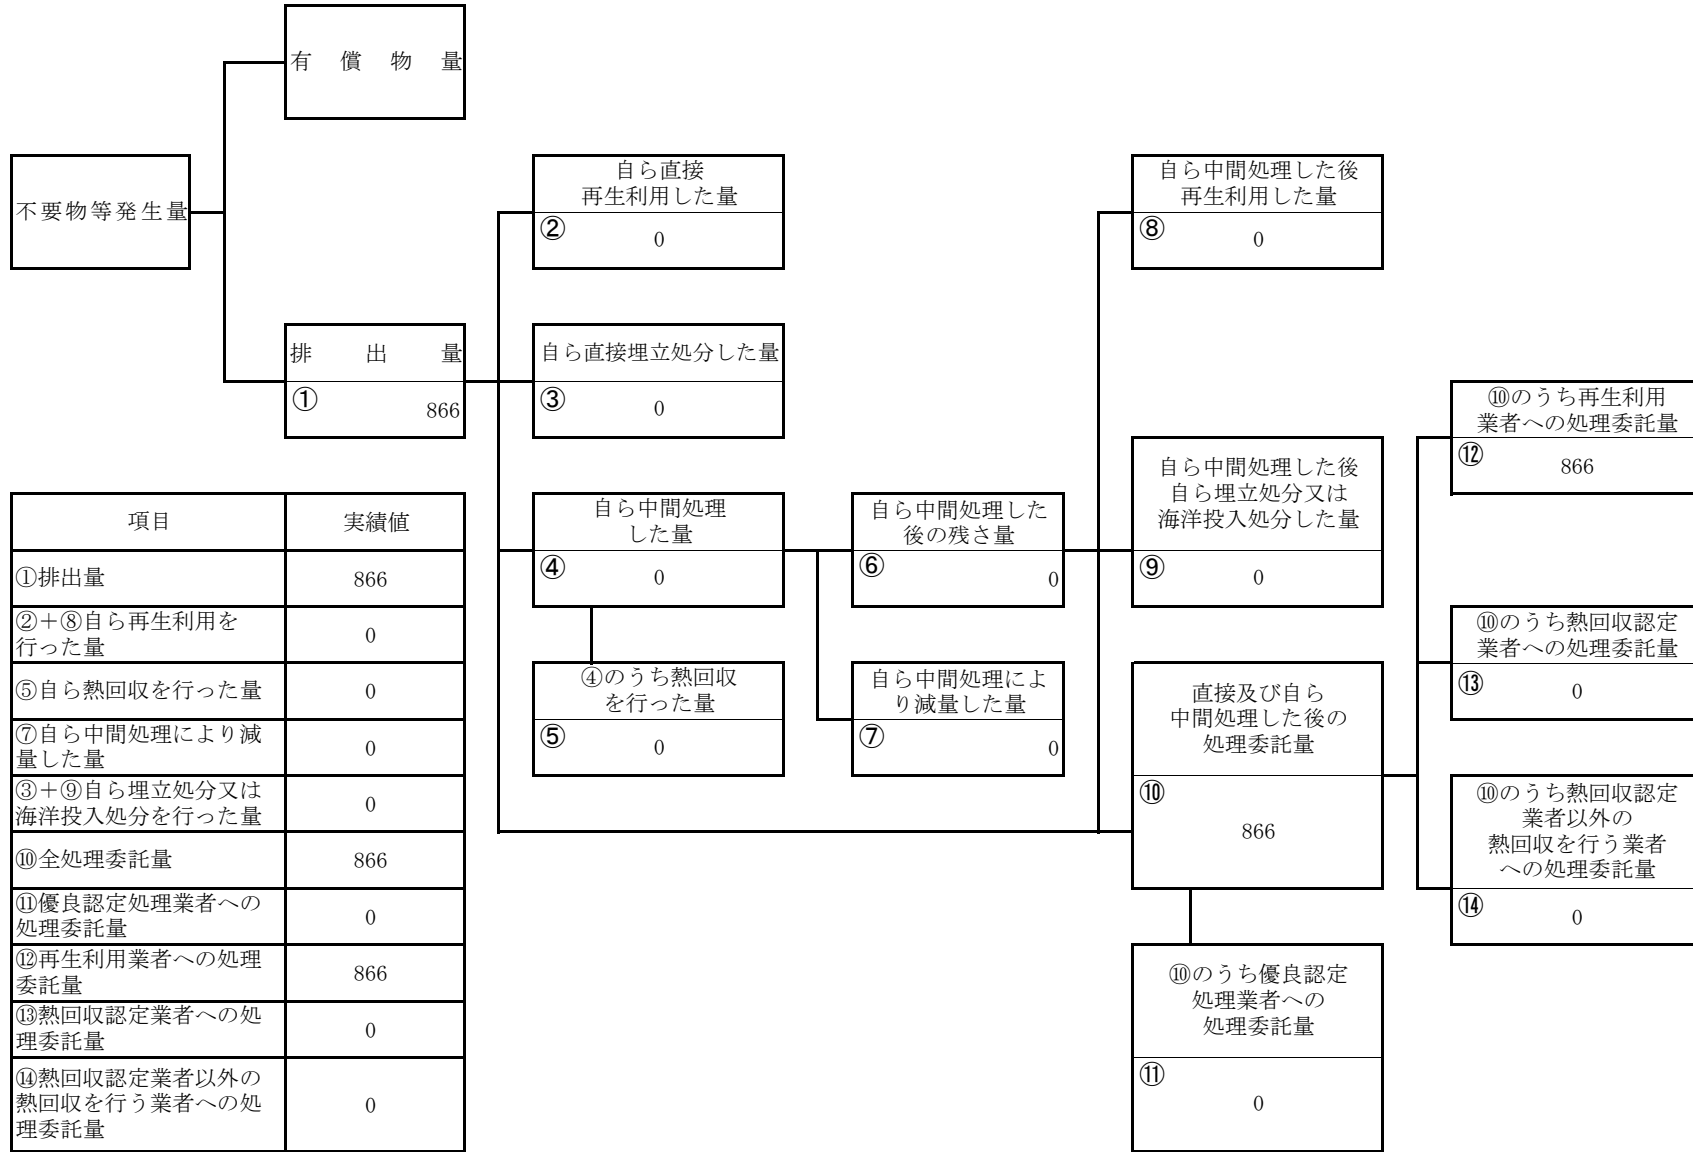 有償物量
不要物等発生量
排出量
①
866
自ら直接
再生利用した量
②
0
自ら直接埋立処分した量
③
0
自ら中間処理
した量
④
0
④のうち熱回収
を行った量
⑤
0
自ら中間処理した
後の残さ量
⑥
0
自ら中間処理によ
り減量した量
⑦
0
自ら中間処理した後
再生利用した量
⑧
0
自ら中間処理した後
自ら埋立処分又は
海洋投入処分した量
⑨
0
直接及び自ら
中間処理した後の
処理委託量
⑩
866
⑩のうち優良認定
処理業者への
処理委託量
⑪
0
⑩のうち再生利用
業者への処理委託量
⑫
866
⑩のうち熱回収認定
業者への処理委託量
⑬
0
⑩のうち熱回収認定
業者以外の
熱回収を行う業者
への処理委託量
⑭
0
項目 実績値
①排出量 866
②＋⑧自ら再生利用を
行った量 0
⑤自ら熱回収を行った量 0
⑦自ら中間処理により減
量した量 0
③＋⑨自ら埋立処分又は
海洋投入処分を行った量 0
⑩全処理委託量 866
⑪優良認定処理業者への
処理委託量 0
⑫再生利用業者への処理
委託量 866
⑬熱回収認定業者への処
理委託量 0
⑭熱回収認定業者以外の
熱回収を行う業者への処
理委託量 0